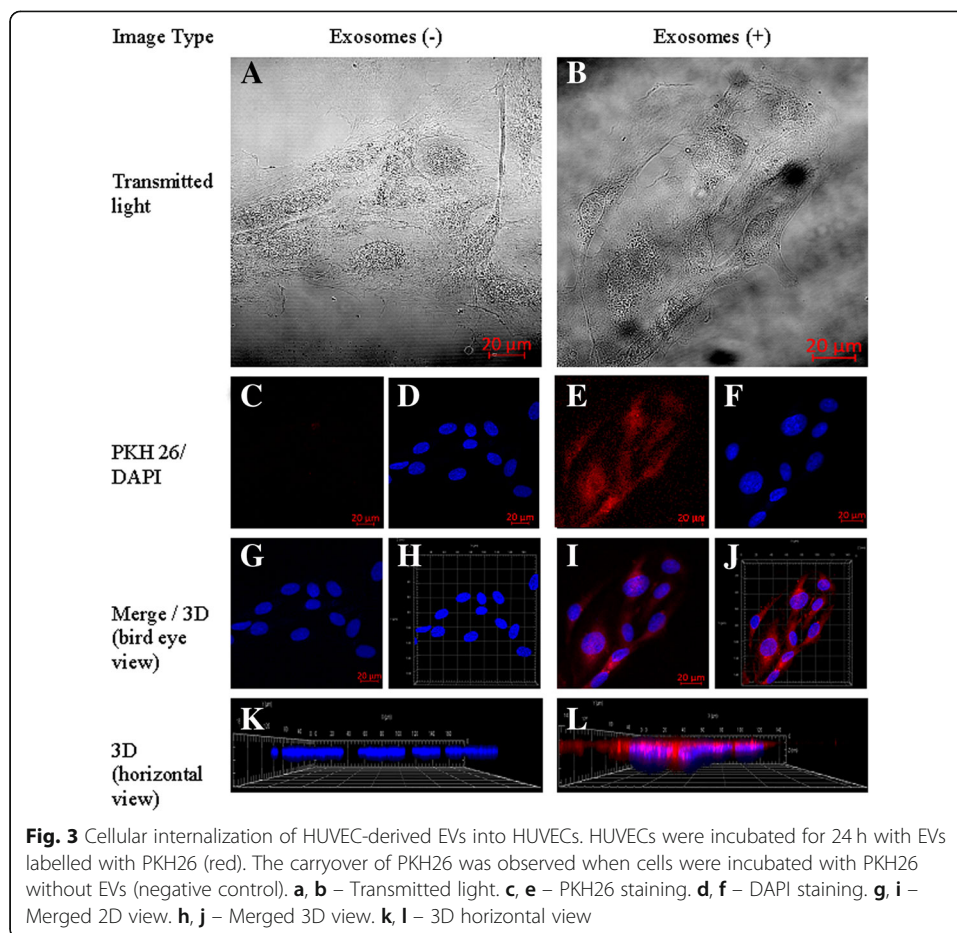 Image Type
Exosomes (-)
Exosomes (+)
Transmitted
light
A
20 µm
B
20 µm
PKH 26/
DAPI
C
20 µm
D
20 µm
E
20 µm
F
20 µm
Merge / 3D
(bird eye
view)
G
20 µm
H
I
20 µm
J
3D
(horizontal
view)
K
L
Fig. 3 Cellular internalization of HUVEC-derived EVs into HUVECs. HUVECs were incubated for 24 h with EVs
labelled with PKH26 (red). The carryover of PKH26 was observed when cells were incubated with PKH26
without EVs (negative control). a, b – Transmitted light. c, e – PKH26 staining. d, f – DAPI staining. g, i –
Merged 2D view. h, j – Merged 3D view. k, l – 3D horizontal view